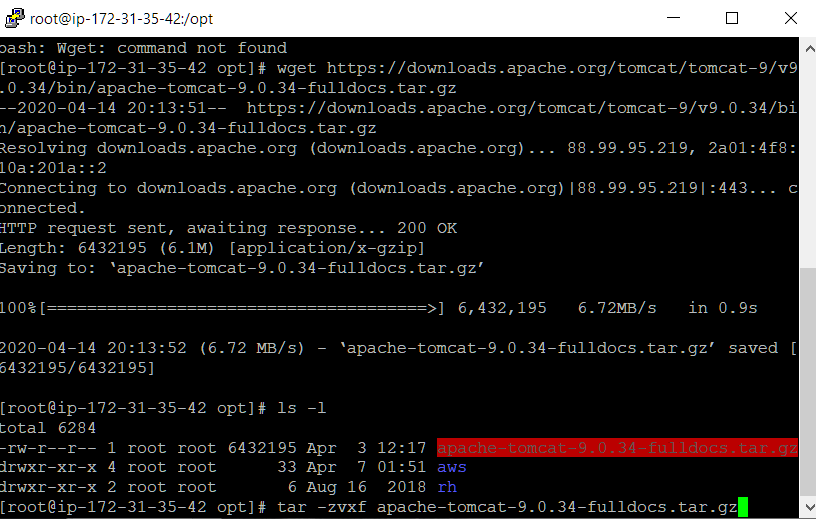 root@ip-172-31-35-42:/opt
bash: Wget: command not found
[root@ip-172-31-35-42 opt]# wget https://downloads.apache.org/tomcat/tomcat-9/v9
.0.34/bin/apache-tomcat-9.0.34-fulldocs.tar.gz
--2020-04-14 20:13:51--  https://downloads.apache.org/tomcat/tomcat-9/v9.0.34/bi
n/apache-tomcat-9.0.34-fulldocs.tar.gz
Resolving downloads.apache.org (downloads.apache.org)... 88.99.95.219, 2a01:4f8:
10a:201a::2
Connecting to downloads.apache.org (downloads.apache.org)|88.99.95.219|:443... c
onnected.
HTTP request sent, awaiting response... 200 OK
Length: 6432195 (6.1M) [application/x-gzip]
Saving to: ‘apache-tomcat-9.0.34-fulldocs.tar.gz’
100%[======================================>] 6,432,195   6.72MB/s   in 0.9s
2020-04-14 20:13:52 (6.72 MB/s) - ‘apache-tomcat-9.0.34-fulldocs.tar.gz’ saved [
6432195/6432195]
[root@ip-172-31-35-42 opt]# ls -l
total 6284
-rw-r--r-- 1 root root 6432195 Apr  3 12:17 apache-tomcat-9.0.34-fulldocs.tar.gz
drwxr-xr-x 4 root root      33 Apr  7 01:51 aws
drwxr-xr-x 2 root root       6 Aug 16  2018 rh
[root@ip-172-31-35-42 opt]# tar -zvxf apache-tomcat-9.0.34-fulldocs.tar.gz